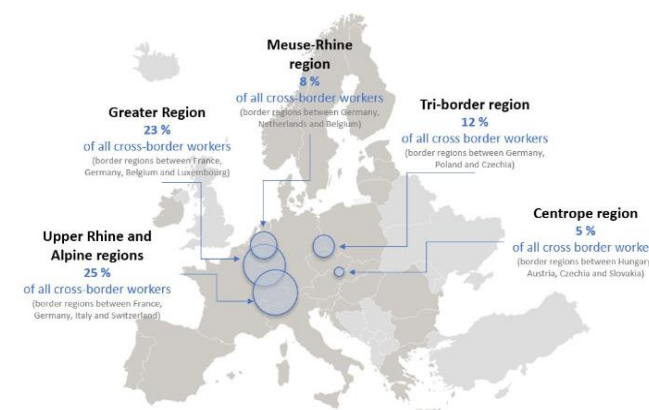 Meuse-Rhine
region
8 %
of all cross-border workers
(border regions between Germany,
Netherlands and Belgium)
Greater Region
23 %
of all cross-border workers
(border regions between France,
Germany, Belgium and Luxembourg)
Tri-border region
12 %
of all cross border workers
(border regions between Germany,
Poland and Czechia)
Upper Rhine and
Alpine regions
25 %
of all cross-border workers
(border regions between France,
Germany, Italy and Switzerland)
Centrope region
5 %
of all cross border worke
(border regions between Hungar
Austria, Czechia and Slovakia)